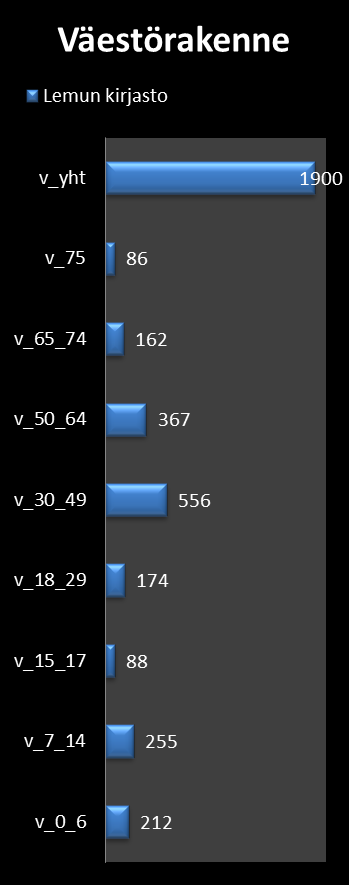 Väestörakenne
Lemun kirjasto
v_yht 1900
v_75 86
v_65_74 162
v_50_64 367
v_30_49 556
v_18_29 174
v_15_17 88
v_7_14 255
v_0_6 212